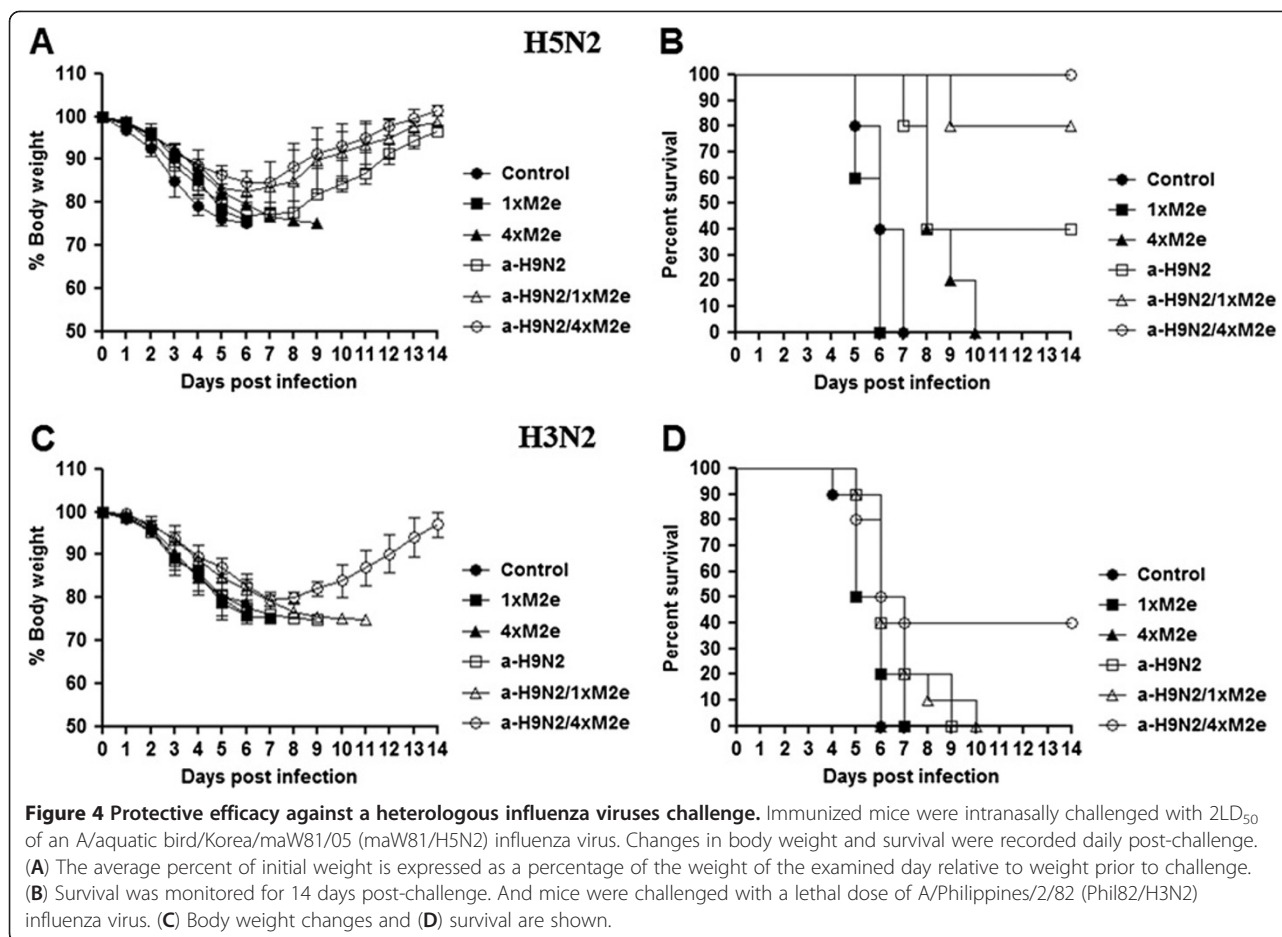 A
H5N2
B
110
100
90
80
70
60
50
% Body weight
0 1 2 3 4 5 6 7 8 9 10 11 12 13 14
Days post infection
Control
1xM2e
4xM2e
a-H9N2
a-H9N2/1xM2e
a-H9N2/4xM2e
100
90
80
70
60
50
40
30
20
10
0
Percent survival
0 1 2 3 4 5 6 7 8 9 10 11 12 13 14
Days post infection
Control
1xM2e
4xM2e
a-H9N2
a-H9N2/1xM2e
a-H9N2/4xM2e
C
H3N2
D
110
100
90
80
70
60
50
% Body weight
0 1 2 3 4 5 6 7 8 9 10 11 12 13 14
Days post infection
Control
1xM2e
4xM2e
a-H9N2
a-H9N2/1xM2e
a-H9N2/4xM2e
100
90
80
70
60
50
40
30
20
10
0
Percent survival
0 1 2 3 4 5 6 7 8 9 10 11 12 13 14
Days post infection
Control
1xM2e
4xM2e
a-H9N2
a-H9N2/1xM2e
a-H9N2/4xM2e
Figure 4 Protective efficacy against a heterologous influenza viruses challenge. Immunized mice were intranasally challenged with 2LD₅₀
of an A/aquatic bird/Korea/maW81/05 (maW81/H5N2) influenza virus. Changes in body weight and survival were recorded daily post-challenge.
(A) The average percent of initial weight is expressed as a percentage of the weight of the examined day relative to weight prior to challenge.
(B) Survival was monitored for 14 days post-challenge. And mice were challenged with a lethal dose of A/Philippines/2/82 (Phil82/H3N2)
influenza virus. (C) Body weight changes and (D) survival are shown.